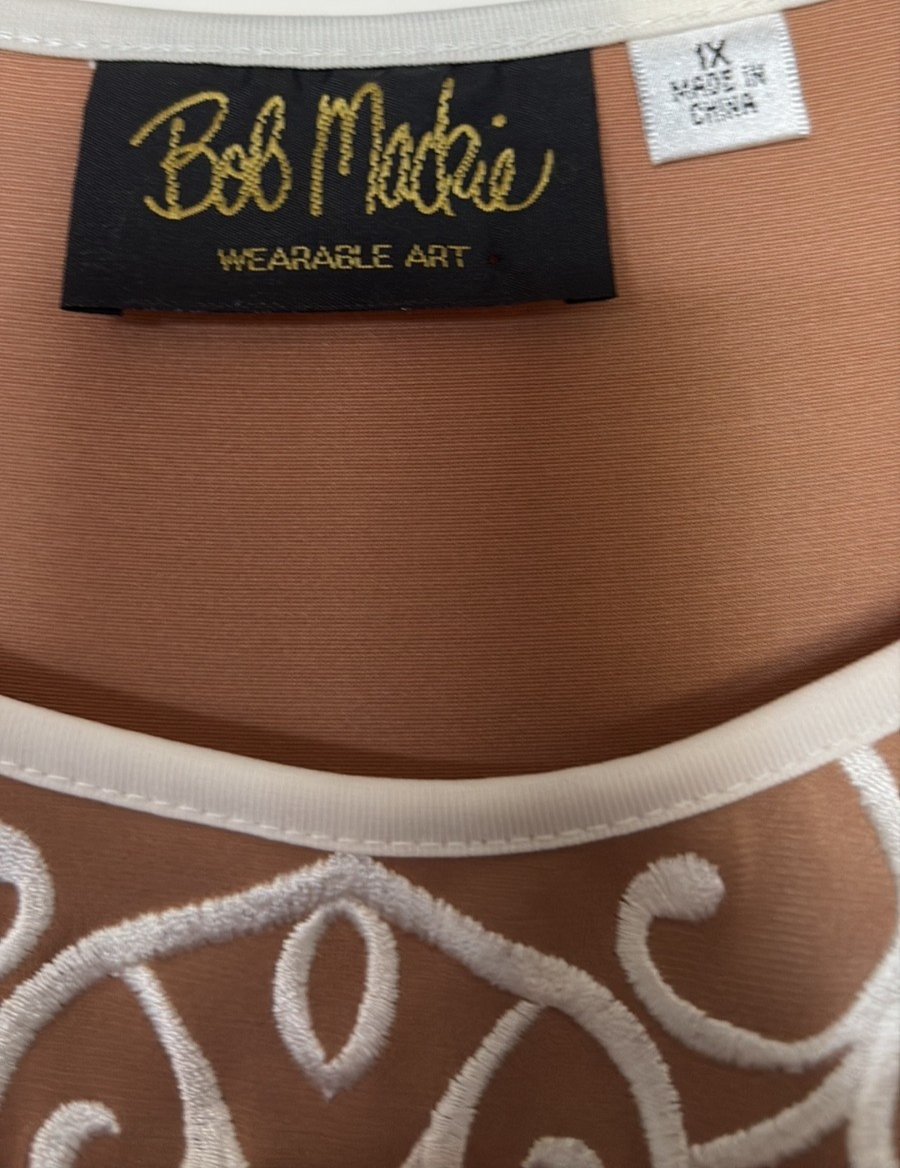 Bob Mackie
WEARABLE ART
1X
MADE IN
CHINA